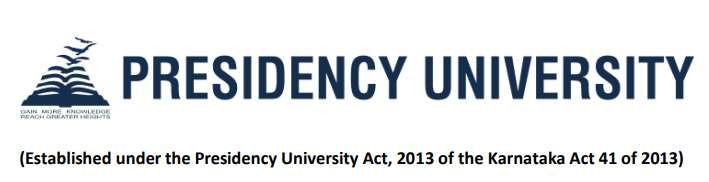 PRESIDENCY UNIVERSITY
GAIN MORE KNOWLEDGE
REACH GREATER HEIGHTS
(Established under the Presidency University Act, 2013 of the Karnataka Act 41 of 2013)